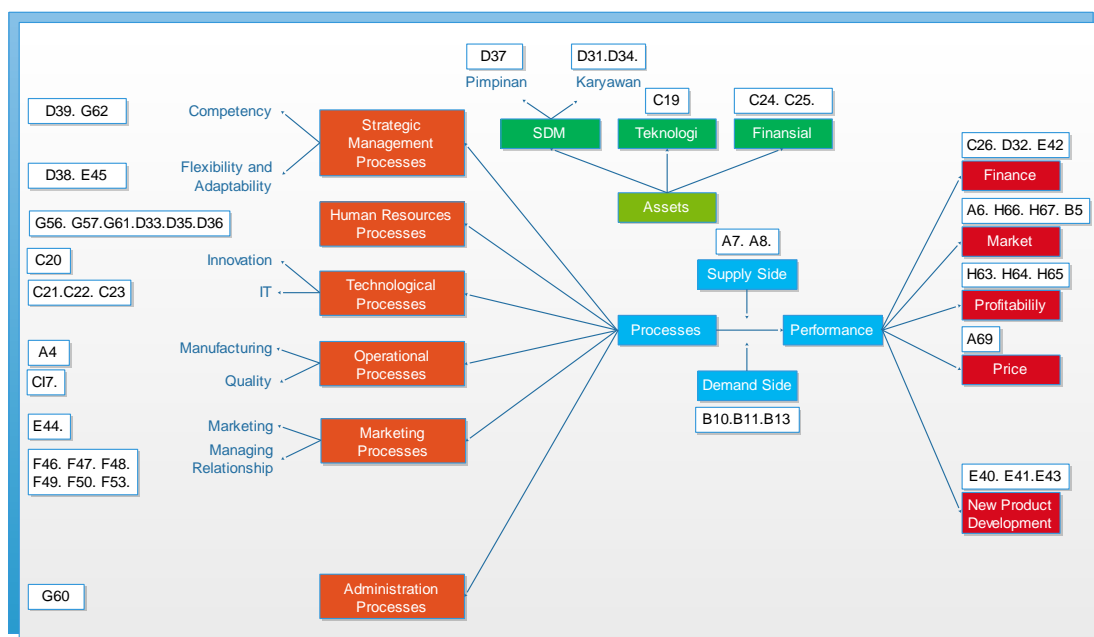 D37
D31.D34.
Pimpinan
Karyawan
D39. G62
Competency
Strategic
Management
Processes
C19
C24. C25.
SDM
Teknologi
Finansial
C26. D32. E42
Finance
D38. E45
Flexibility and
Adaptability
Assets
G56. G57.G61.D33.D35.D36
Human Resources
Processes
A7. A8.
A6. H66. H67. B5
Market
C20
Innovation
Supply Side
C21.C22. C23
IT
Technological
Processes
H63. H64. H65
Profitabilily
Processes
Performance
A4
Manufacturing
Operational
Processes
A69
Price
CI7.
Quality
Demand Side
B10.B11.B13
E44.
Marketing
Marketing
Processes
Managing
Relationship
F46. F47. F48.
F49. F50. F53.
E40. E41.E43
New Product
Development
G60
Administration
Processes